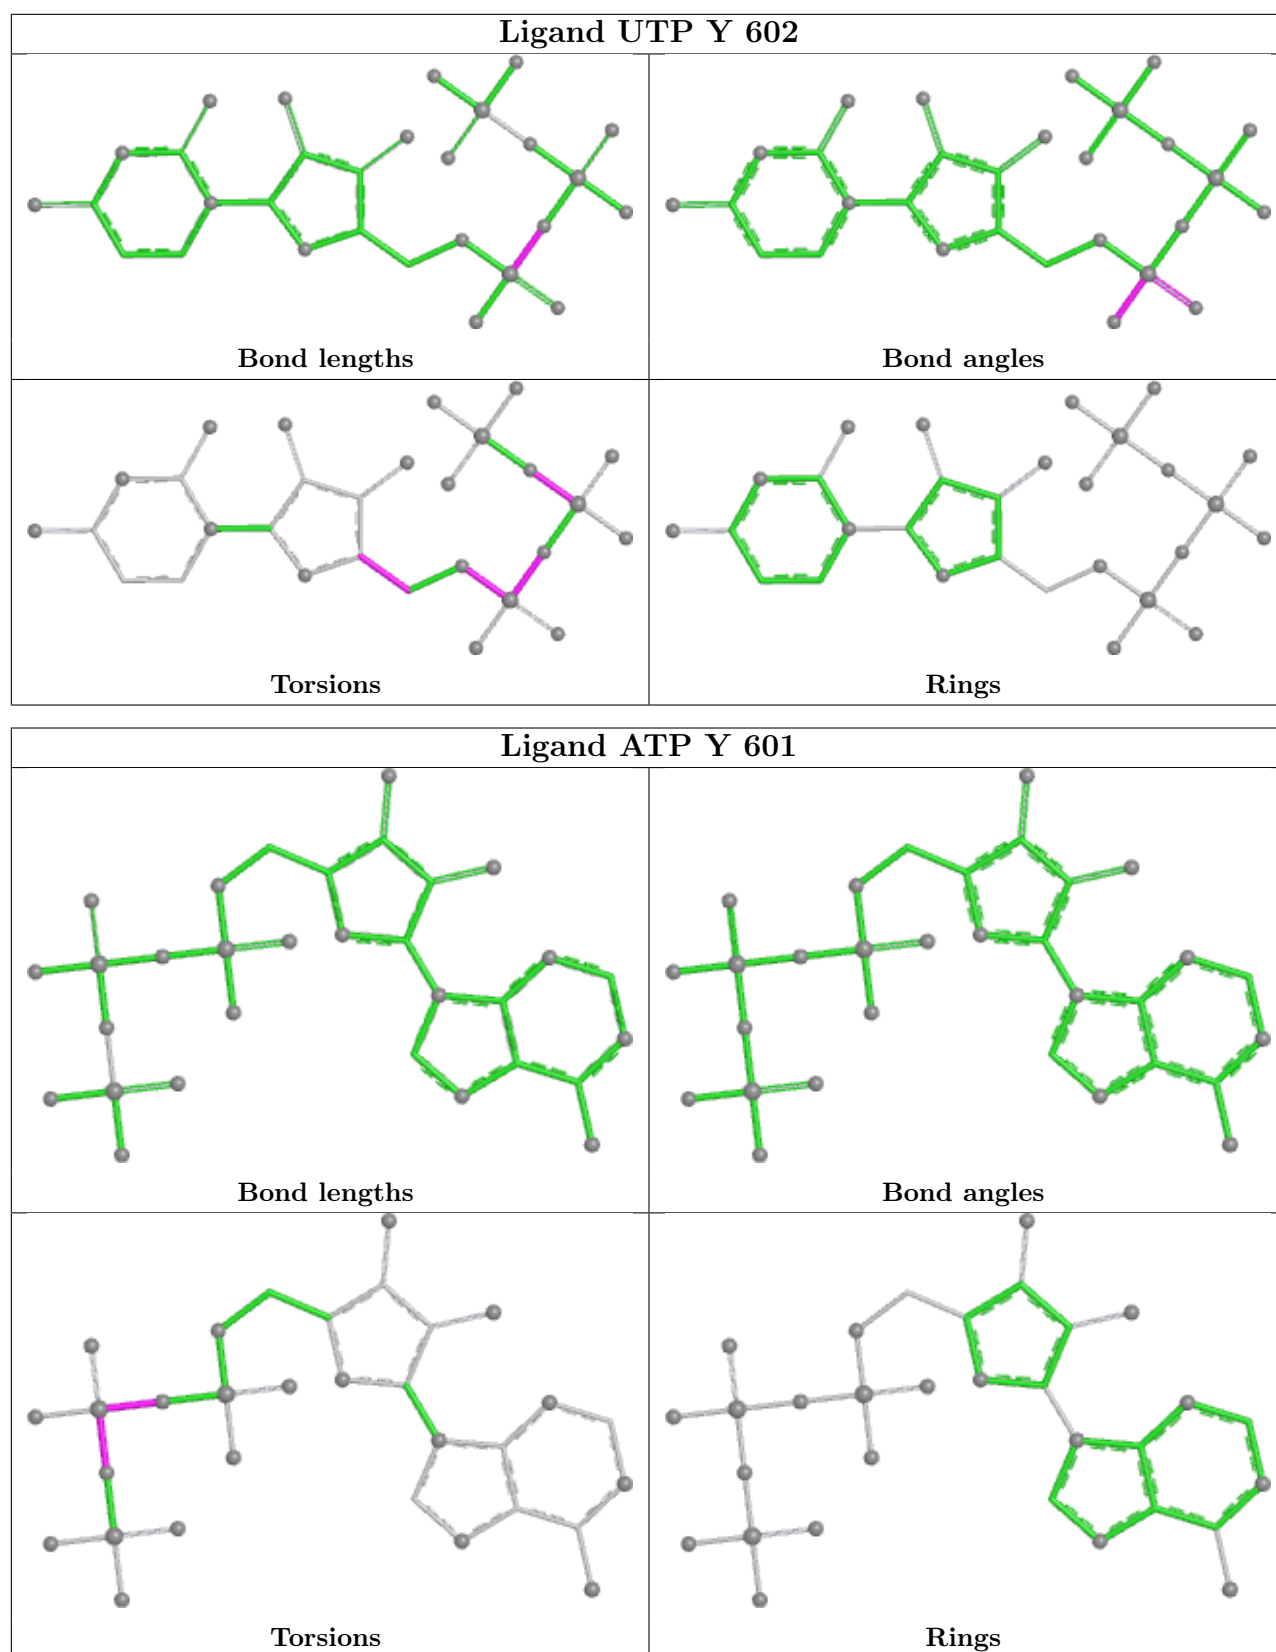 Ligand UTP Y 602
Bond lengths
Bond angles
Torsions
Rings
Ligand ATP Y 601
Bond lengths
Bond angles
Torsions
Rings